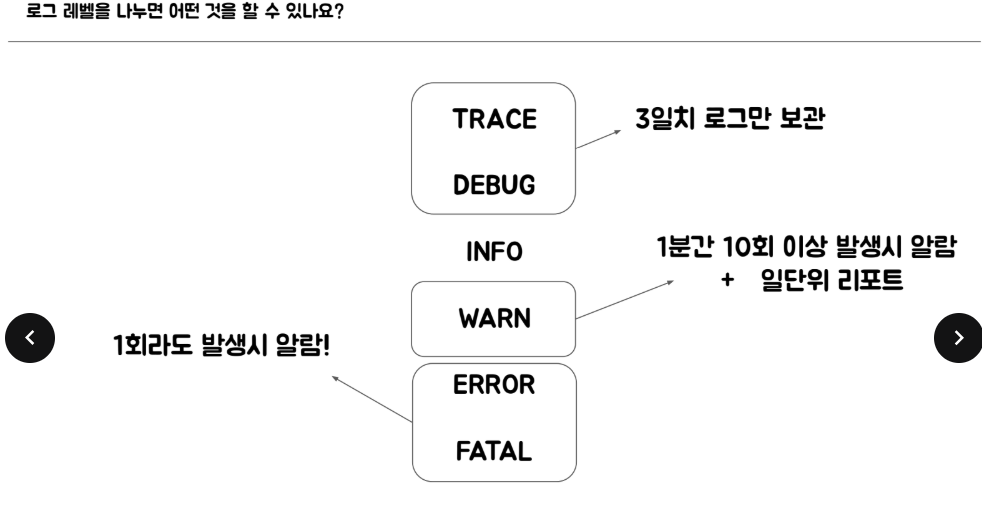 로그 레벨을 나누면 어떤 것을 할 수 있나요?
TRACE
3일치 로그만 보관
DEBUG
INFO
1분간 10회 이상 발생시 알람
+ 일단위 리포트
WARN
1회라도 발생시 알람!
ERROR
FATAL